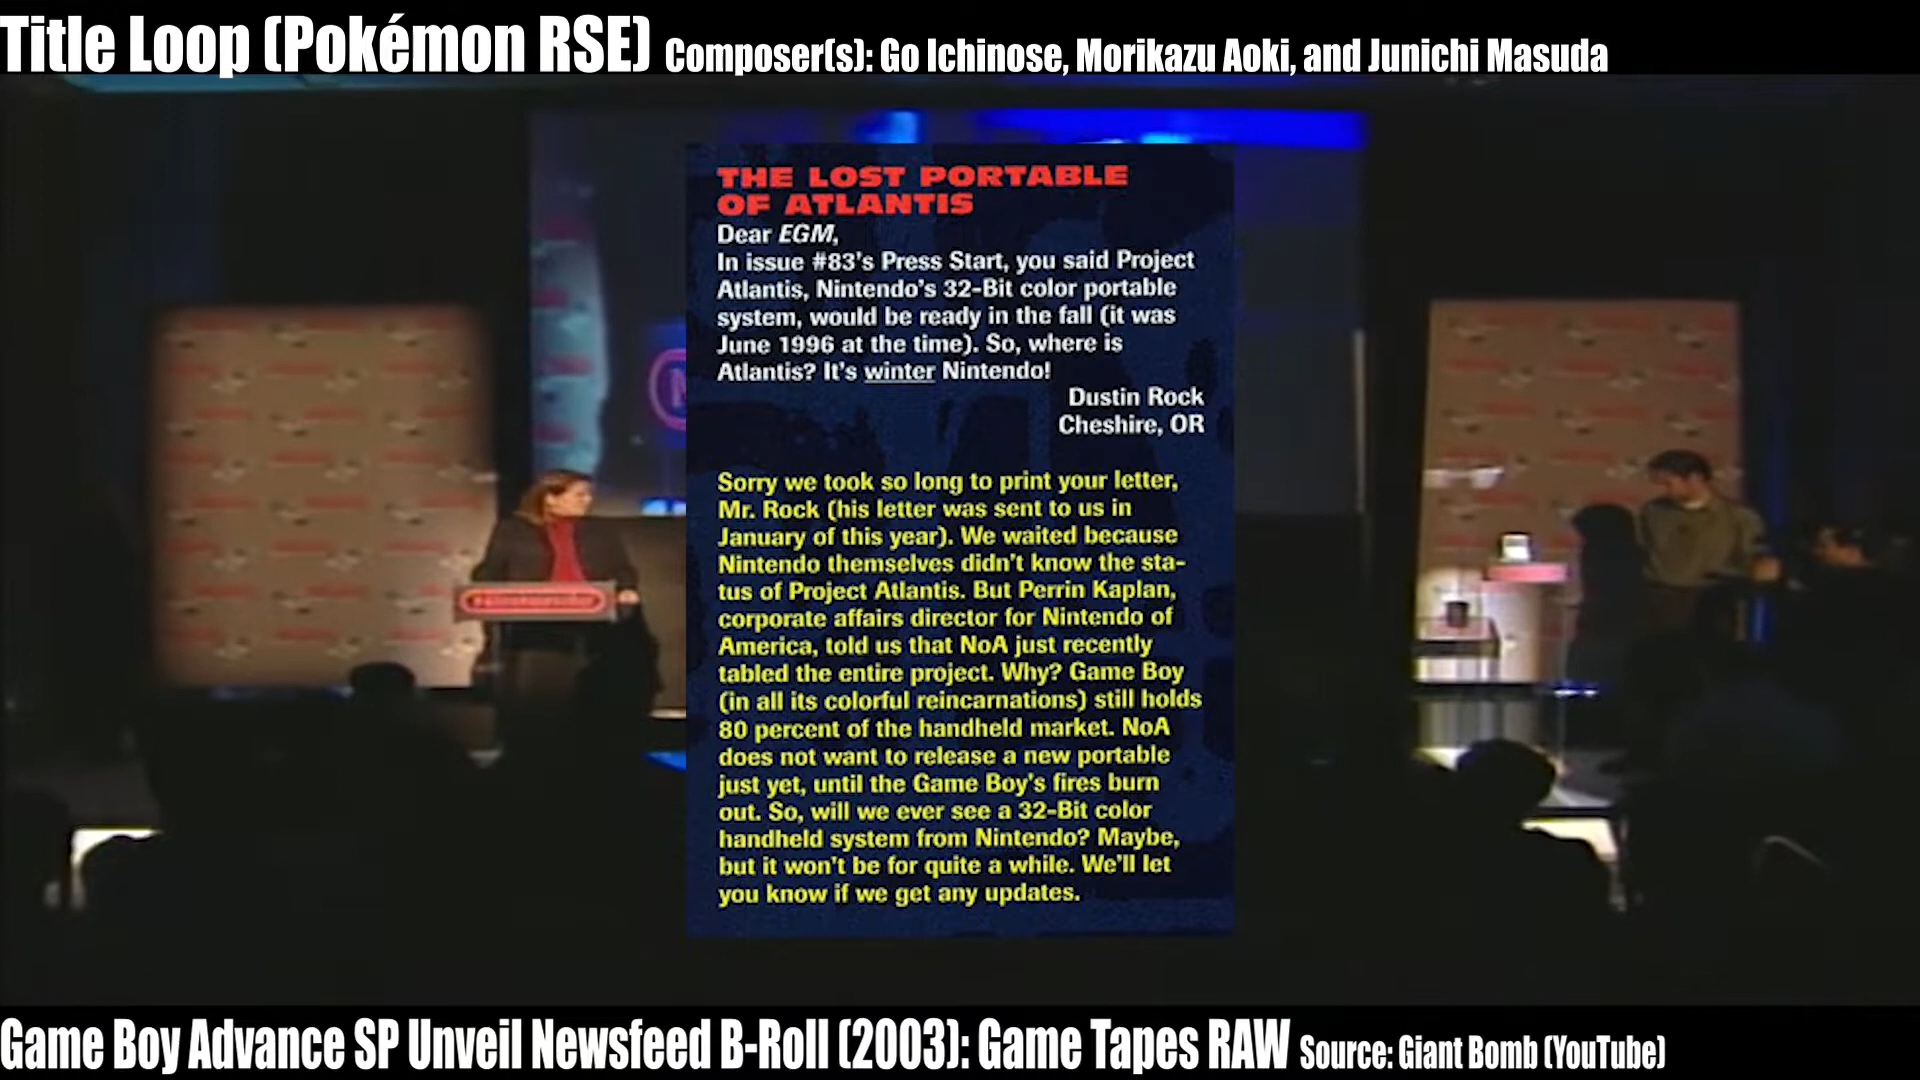 Title Loop (Pokémon RSE) Composer(s): Go Ichinose, Morikazu Aoki, and Junichi Masuda
THE LOST PORTABLE
OF ATLANTIS
Dear EGM,
In issue #83's Press Start, you said Project
Atlantis, Nintendo's 32-Bit color portable
system, would be ready in the fall (it was
June 1996 at the time). So, where is
Atlantis? It's winter Nintendo!
Dustin Rock
Cheshire, OR
Sorry we took so long to print your letter,
Mr. Rock (his letter was sent to us in
January of this year). We waited because
Nintendo themselves didn't know the sta-
tus of Project Atlantis. But Perrin Kaplan,
corporate affairs director for Nintendo of
America, told us that NoA just recently
tabled the entire project. Why? Game Boy
(in all its colorful reincarnations) still holds
80 percent of the handheld market. NoA
does not want to release a new portable
just yet, until the Game Boy's fires burn
out. So, will we ever see a 32-Bit color
handheld system from Nintendo? Maybe,
but it won't be for quite a while. We'll let
you know if we get any updates.
Game Boy Advance SP Unveil Newsfeed B-Roll (2003): Game Tapes RAW Source: Giant Bomb (YouTube)